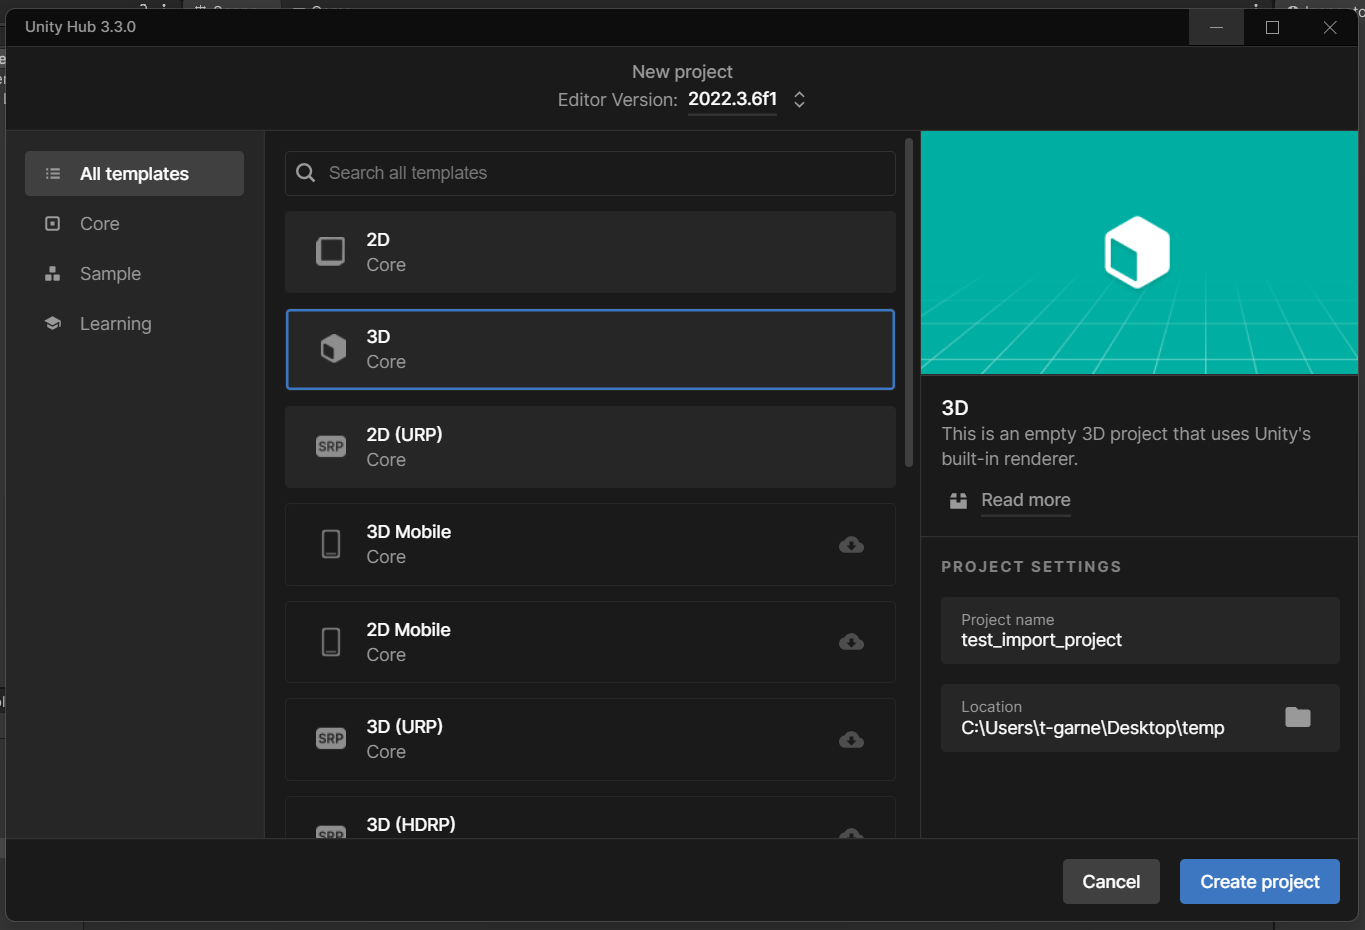 Unity Hub 3.3.0
New project
Editor Version: 2022.3.6f1
All templates
Core
Sample
Learning
Search all templates
2D
Core
3D
Core
SRP
2D (URP)
Core
3D Mobile
Core
2D Mobile
Core
SRP
3D (URP)
Core
SRP
3D (HDRP)
3D
This is an empty 3D project that uses Unity's
built-in renderer.
Read more
PROJECT SETTINGS
Project name
test_import_project
Location
C:\Users\t-garne\Desktop\temp
Cancel
Create project